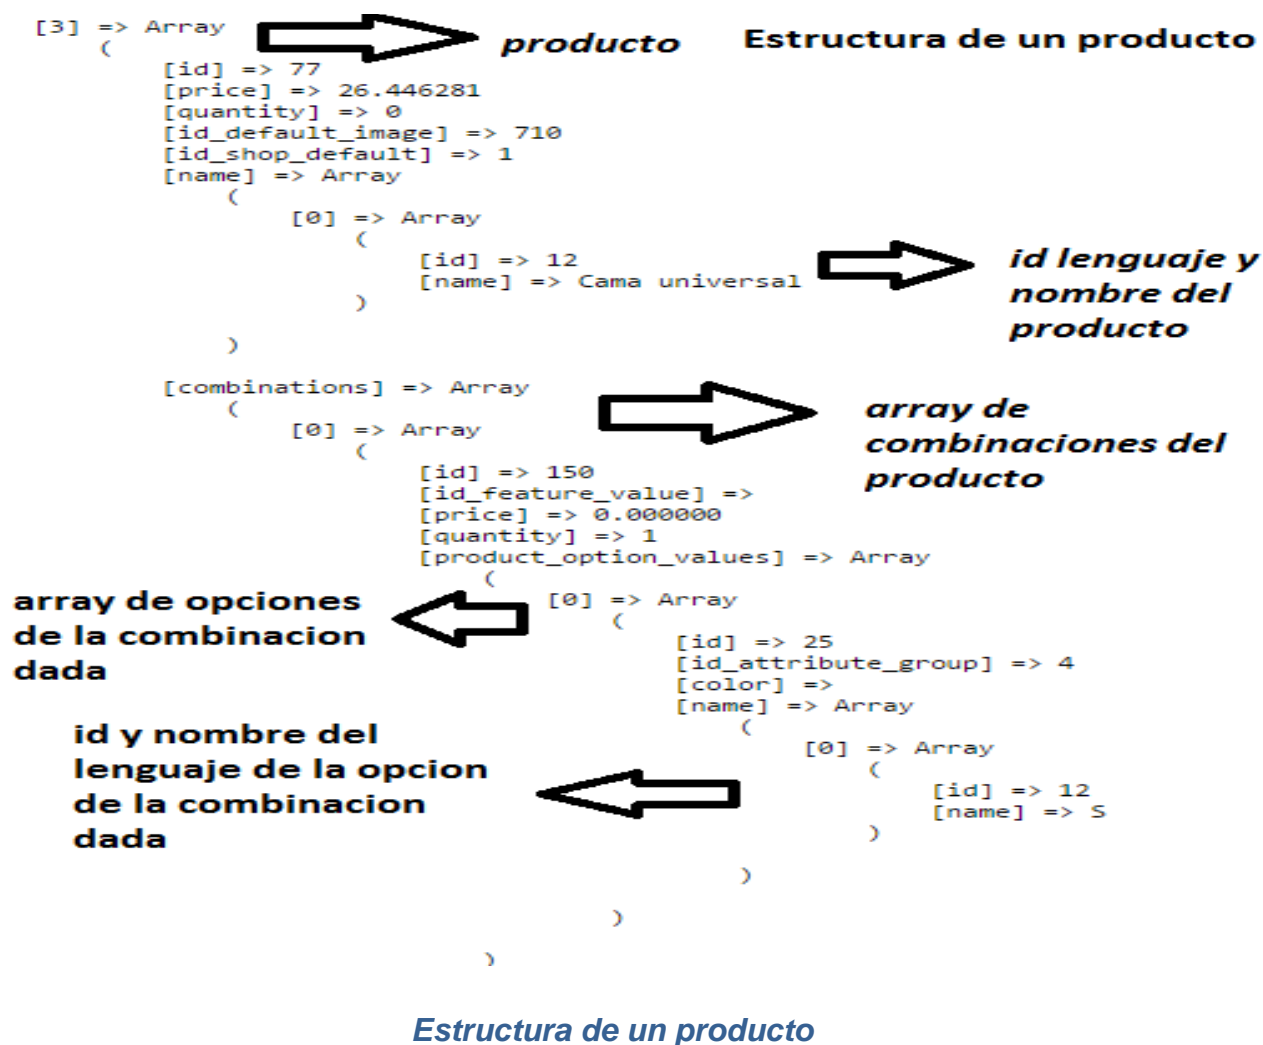 [3] => Array
producto
Estructura de un producto
(
[id] => 77
[price] => 26.446281
[quantity] => 0
[id_default_image] => 710
[id_shop_default] => 1
[name] => Array
(
[0] => Array
(
[id] => 12
[name] => Cama universal
)
)
id lenguaje y
nombre del
producto
[combinations] => Array
(
[0] => Array
(
array de
combinaciones del
producto
[id] => 150
[id_feature_value] =>
[price] => 0.000000
[quantity] => 1
[product_option_values] => Array
(
array de opciones
de la combinacion
dada
[0] => Array
(
[id] => 25
[id_attribute_group] => 4
[color] =>
[name] => Array
(
id y nombre del
lenguaje de la opcion
de la combinacion
dada
[0] => Array
(
[id] => 12
[name] => S
)
)
)
)
Estructura de un producto